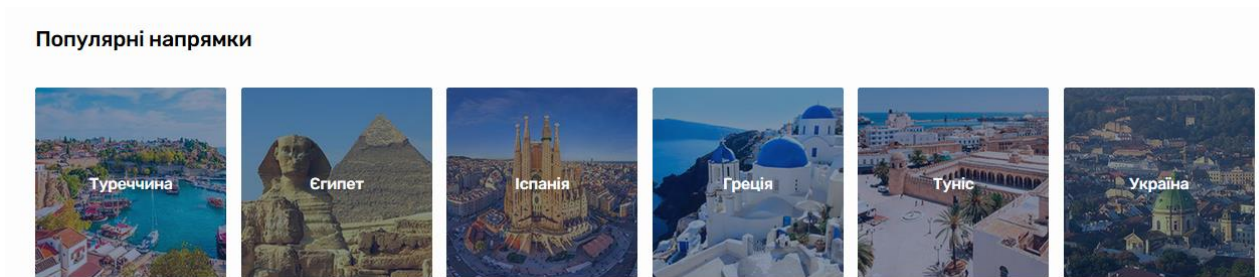 Популярні напрямки
Туреччина
Єгипет
Іспанія
Греція
Туніс
Україна